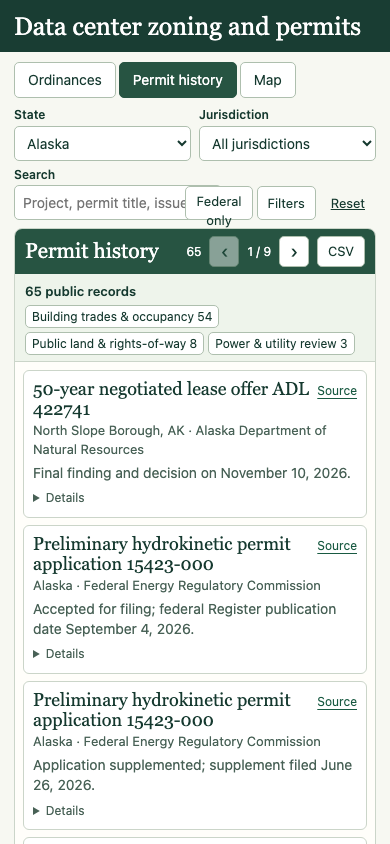 Data center zoning and permits
Ordinances
Permit history
Map
State
Jurisdiction
Alaska
All jurisdictions
Search
Project, permit title, issue
Federal only
Filters
Reset
Permit history
65
‹
1 / 9
›
CSV
65 public records
Building trades & occupancy 54
Public land & rights-of-way 8
Power & utility review 3
50-year negotiated lease offer ADL
422741
Source
North Slope Borough, AK · Alaska Department of
Natural Resources
Final finding and decision on November 10, 2026.
Details
Preliminary hydrokinetic permit
application 15423-000
Source
Alaska · Federal Energy Regulatory Commission
Accepted for filing; federal Register publication
date September 4, 2026.
Details
Preliminary hydrokinetic permit
application 15423-000
Source
Alaska · Federal Energy Regulatory Commission
Application supplemented; supplement filed June
26, 2026.
Details